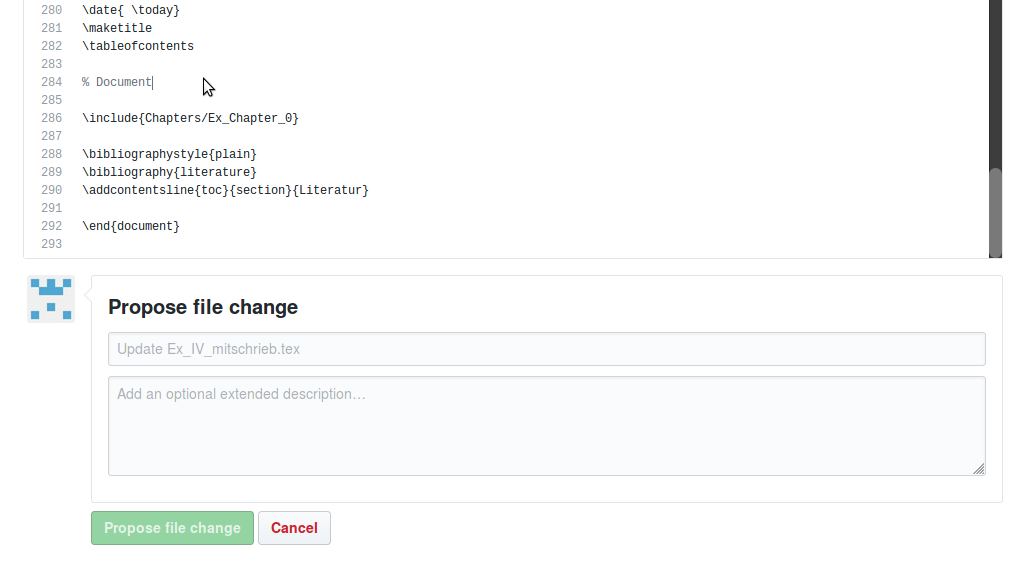 280 \date{ \today}
281 \maketitle
282 \tableofcontents
283
284 % Document
285
286 \include{Chapters/Ex_Chapter_0}
287
288 \bibliographystyle{plain}
289 \bibliography{literature}
290 \addcontentsline{toc}{section}{Literatur}
291
292 \end{document}
293
Propose file change
Update Ex_IV_mitschrieb.tex
Add an optional extended description…
Propose file change Cancel